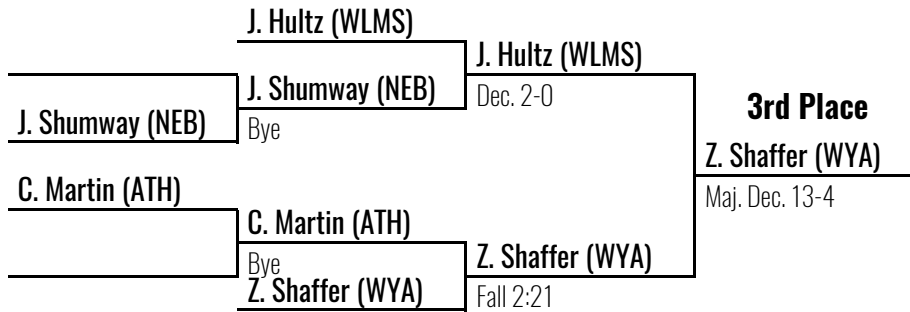 J. Hultz (WLMS)
J. Hultz (WLMS)
J. Shumway (NEB)
Dec. 2-0
3rd Place
J. Shumway (NEB)
Bye
Z. Shaffer (WYA)
C. Martin (ATH)
Maj. Dec. 13-4
C. Martin (ATH)
Bye
Z. Shaffer (WYA)
Z. Shaffer (WYA)
Fall 2:21